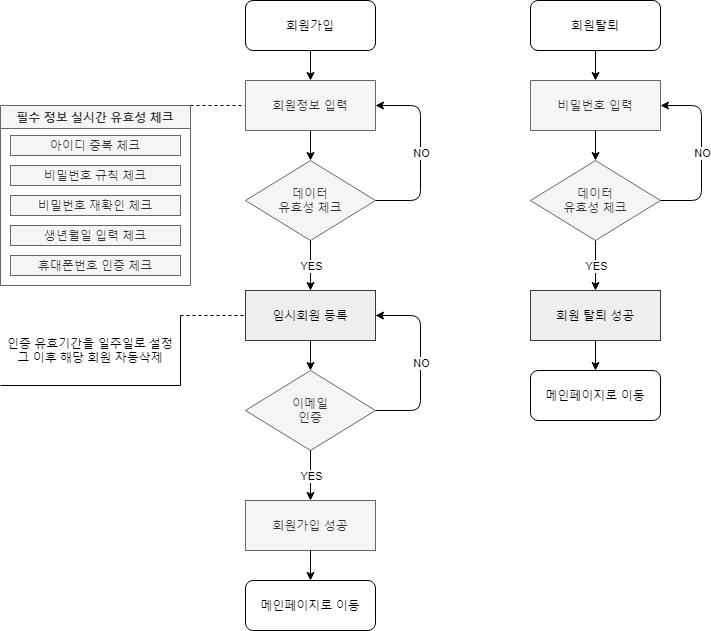 회원가입
회원정보 입력
필수 정보 실시간 유효성 체크
아이디 중복 체크
비밀번호 규칙 체크
비밀번호 재확인 체크
생년월일 입력 체크
휴대폰번호 인증 체크
NO
데이터
유효성 체크
YES
임시회원 등록
인증 유효기간을 일주일로 설정
그 이후 해당 회원 자동삭제
NO
이메일
인증
YES
회원가입 성공
메인페이지로 이동
회원탈퇴
비밀번호 입력
NO
데이터
유효성 체크
YES
회원 탈퇴 성공
메인페이지로 이동